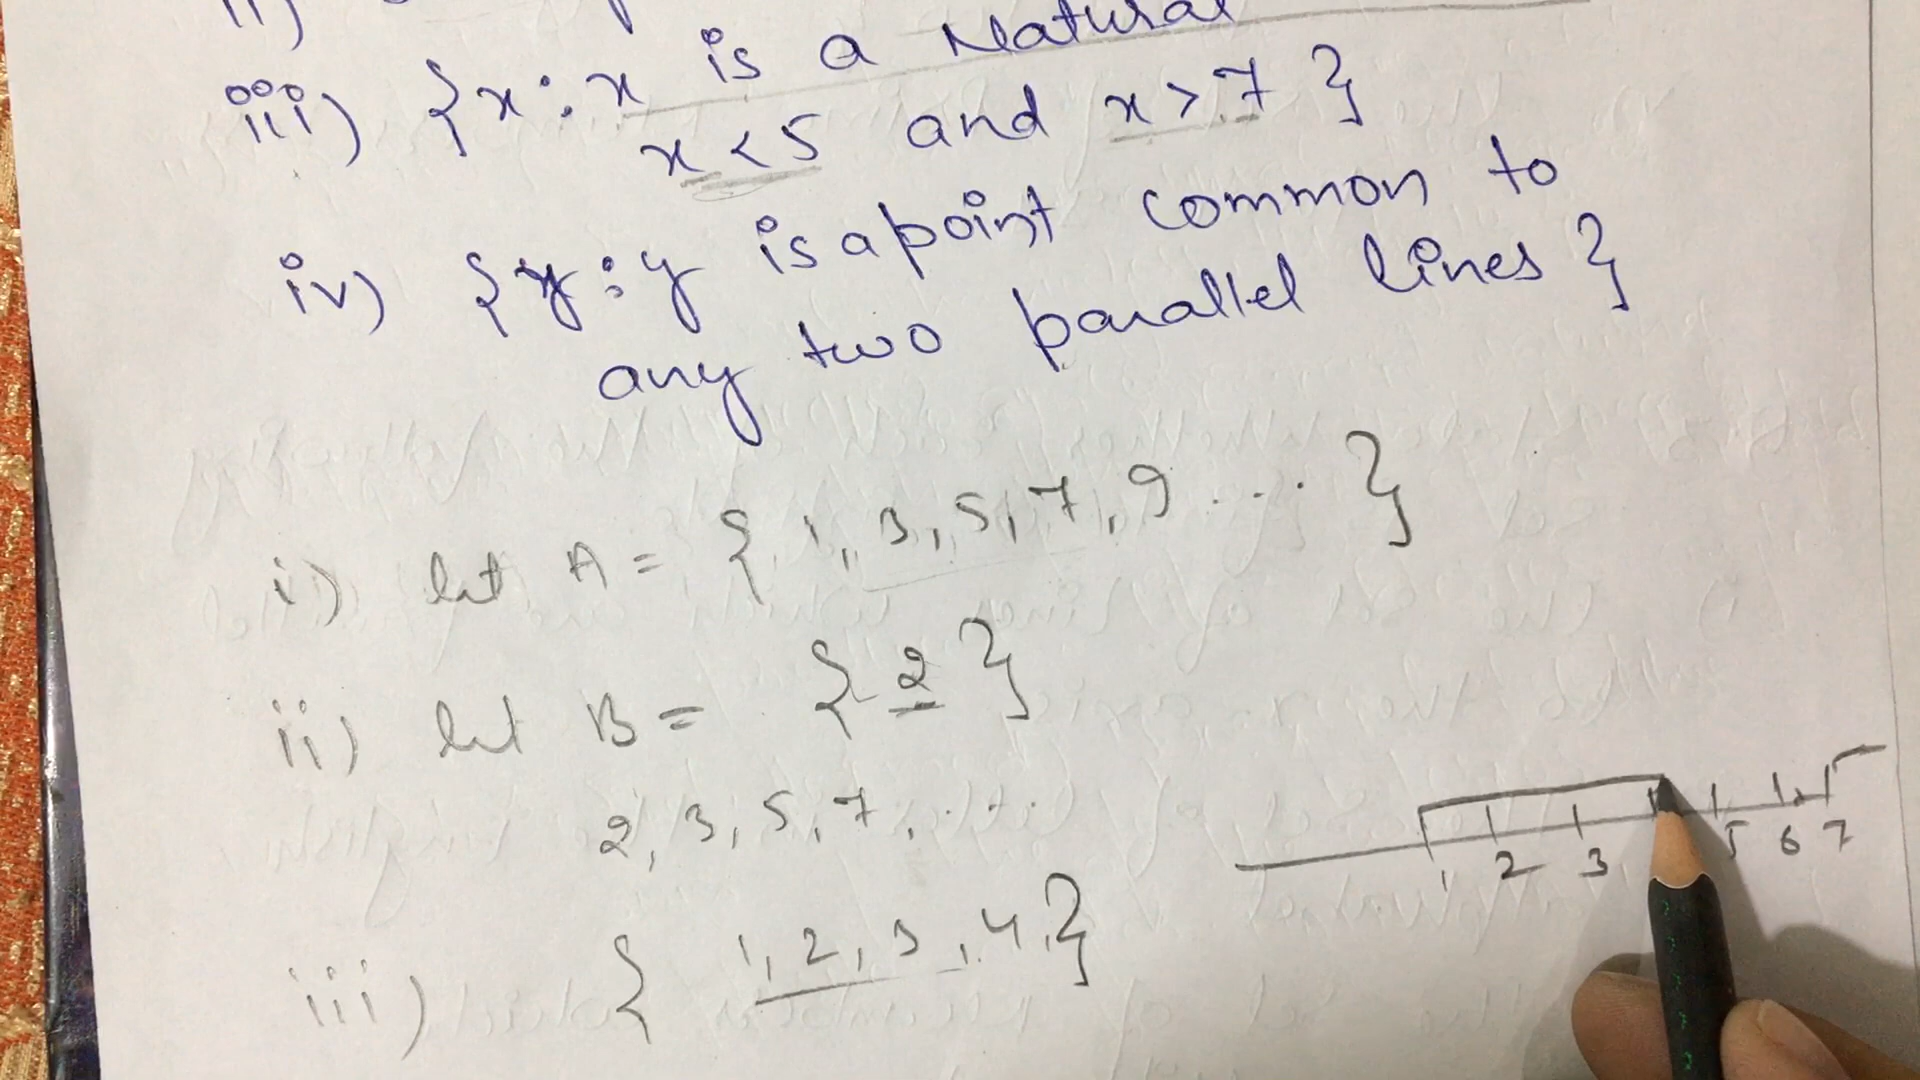 iii) {x : x is a Natural
x < 5 and x > 7 }
iv) {y : y is a point common to
any two parallel lines }
i) let A = { 1, 3, 5, 7, 9 ... }
ii) let B = { 2 }
2, 3, 5, 7, ...
1 2 3 5 6 7
iii) { 1, 2, 3, 4, }